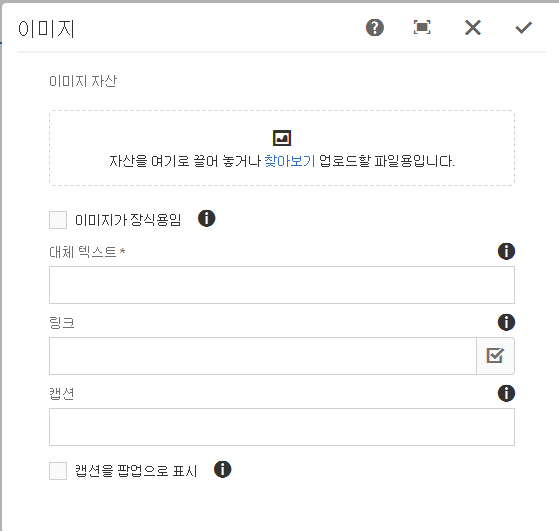 이미지
이미지 자산
자산을 여기로 끌어 놓거나 찾아보기 업로드할 파일용입니다.
이미지가 장식용임
대체 텍스트 *
링크
캡션
캡션을 팝업으로 표시